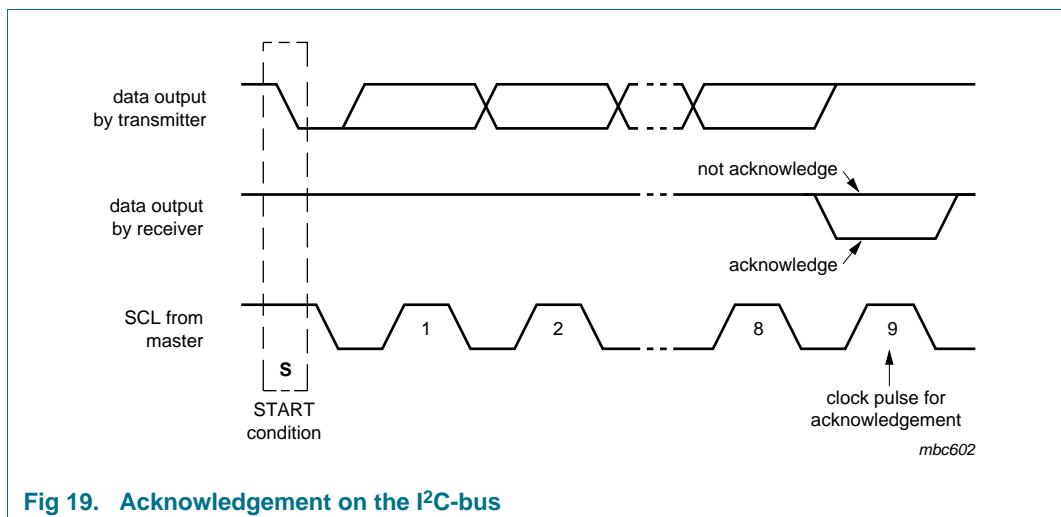 data output
by transmitter
not acknowledge
data output
by receiver
acknowledge
SCL from
master
1
2
8
9
S
START
condition
clock pulse for
acknowledgement
mbc602
Fig 19. Acknowledgement on the I²C-bus